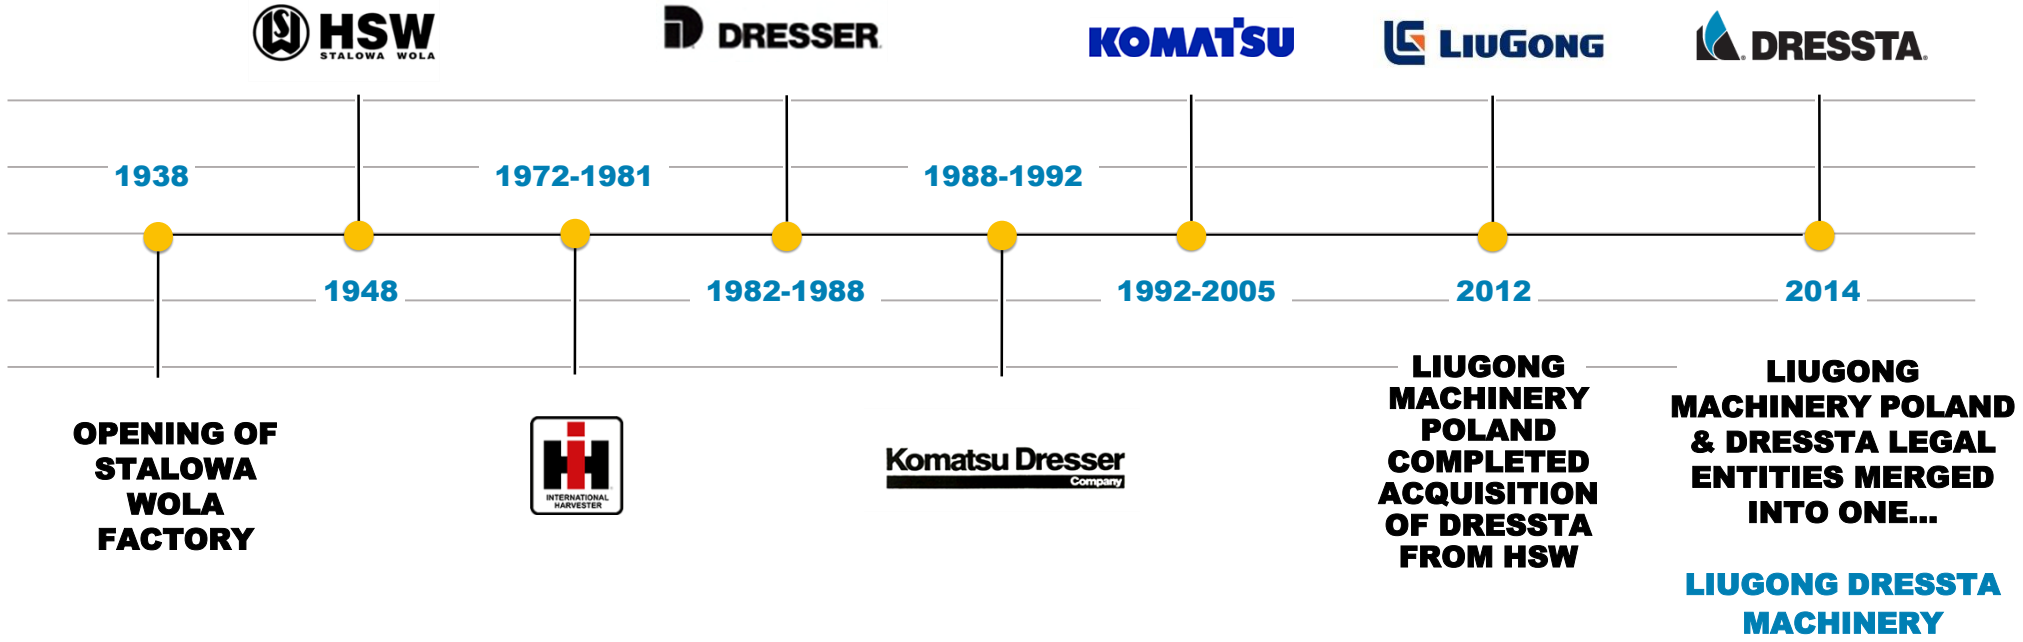 HSW
STALOWA WOLA
DRESSER
KOMATSU
LIUGONG
DRESSTA
1938
1972-1981
1988-1992
1948
1982-1988
1992-2005
2012
2014
OPENING OF
STALOWA
WOLA
FACTORY
INTERNATIONAL
HARVESTER
Komatsu Dresser
Company
LIUGONG
MACHINERY
POLAND
COMPLETED
ACQUISITION
OF DRESSTA
FROM HSW
LIUGONG
MACHINERY POLAND
& DRESSTA LEGAL
ENTITIES MERGED
INTO ONE...
LIUGONG DRESSTA
MACHINERY